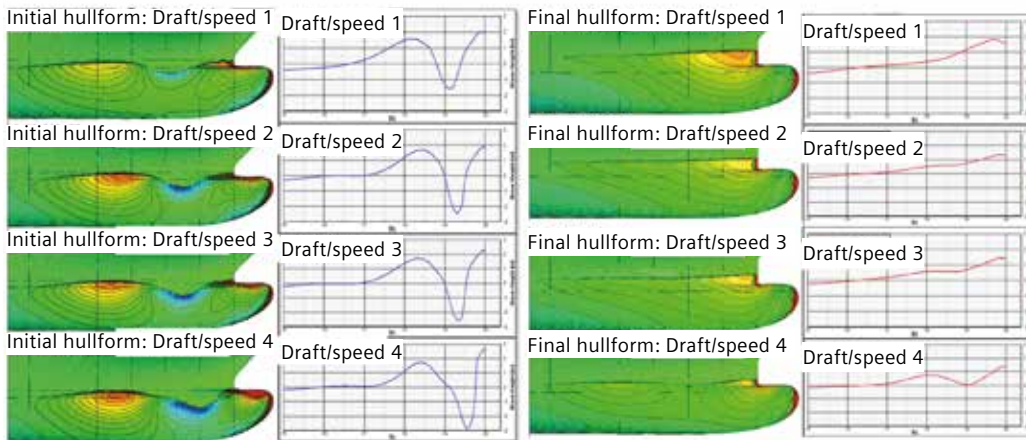 Initial hullform: Draft/speed 1
Draft/speed 1
Final hullform: Draft/speed 1
Draft/speed 1
Initial hullform: Draft/speed 2
Draft/speed 2
Final hullform: Draft/speed 2
Draft/speed 2
Initial hullform: Draft/speed 3
Draft/speed 3
Final hullform: Draft/speed 3
Draft/speed 3
Initial hullform: Draft/speed 4
Draft/speed 4
Final hullform: Draft/speed 4
Draft/speed 4